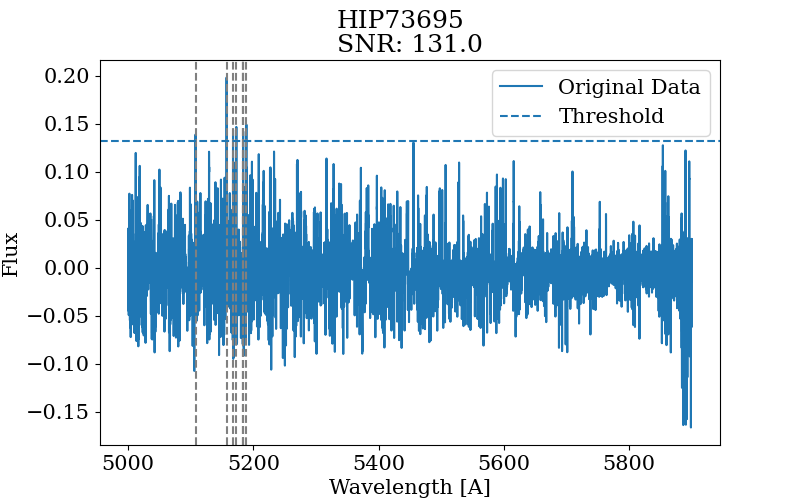 HIP73695
SNR: 131.0
Original Data
Threshold
0.20
0.15
0.10
0.05
0.00
−0.05
−0.10
−0.15
Flux
5000
5200
5400
5600
5800
Wavelength [A]